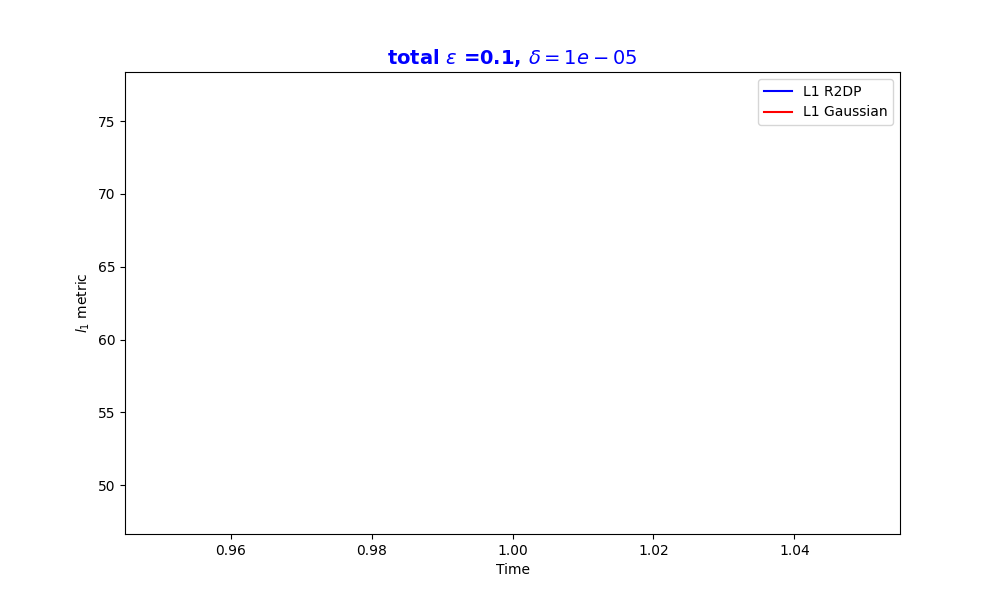 total ε =0.1, δ = 1e − 05
L1 R2DP
L1 Gaussian
75
70
65
60
55
50
l₁ metric
0.96 0.98 1.00 1.02 1.04
Time